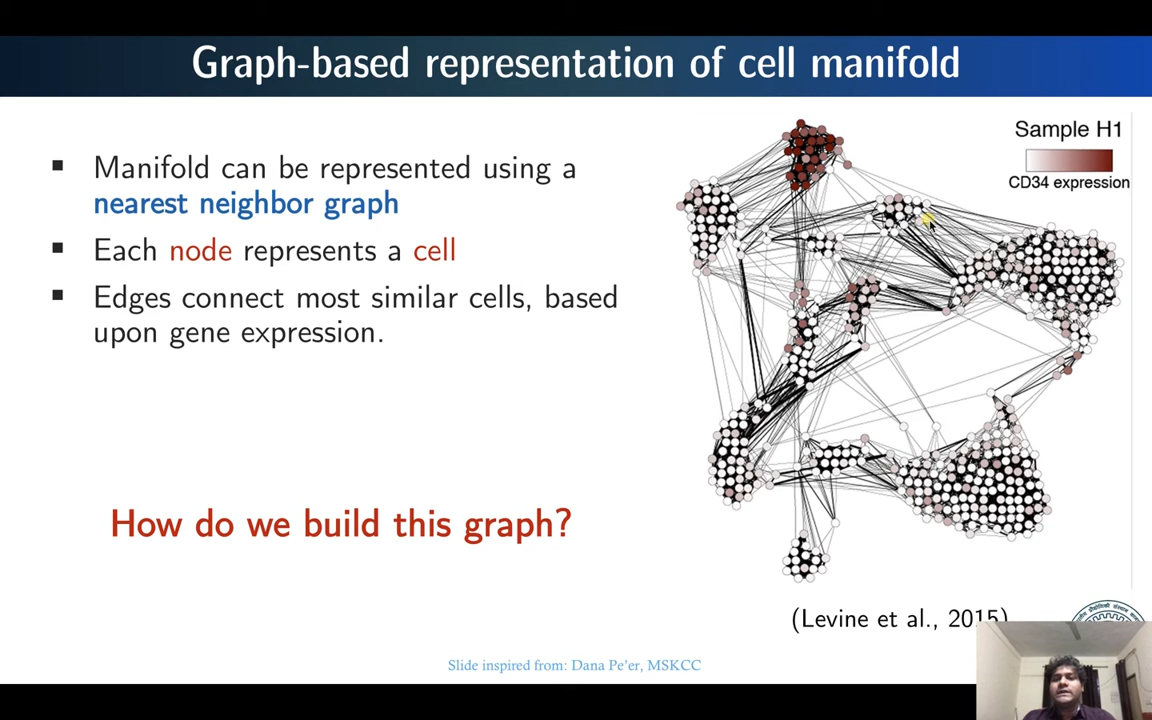 Graph-based representation of cell manifold
▪ Manifold can be represented using a
nearest neighbor graph
▪ Each node represents a cell
▪ Edges connect most similar cells, based
upon gene expression.
How do we build this graph?
Sample H1
CD34 expression
(Levine et al., 2015)
Slide inspired from: Dana Pe'er, MSKCC